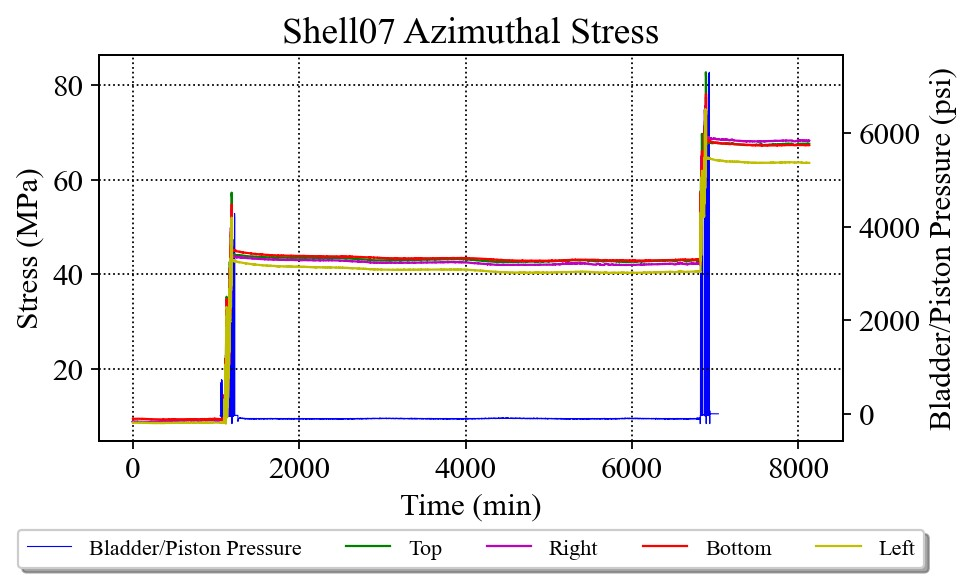 Shell07 Azimuthal Stress
80
60
40
20
Stress (MPa)
6000
4000
2000
0
Bladder/Piston Pressure (psi)
0 2000 4000 6000 8000
Time (min)
Bladder/Piston Pressure Top Right Bottom Left